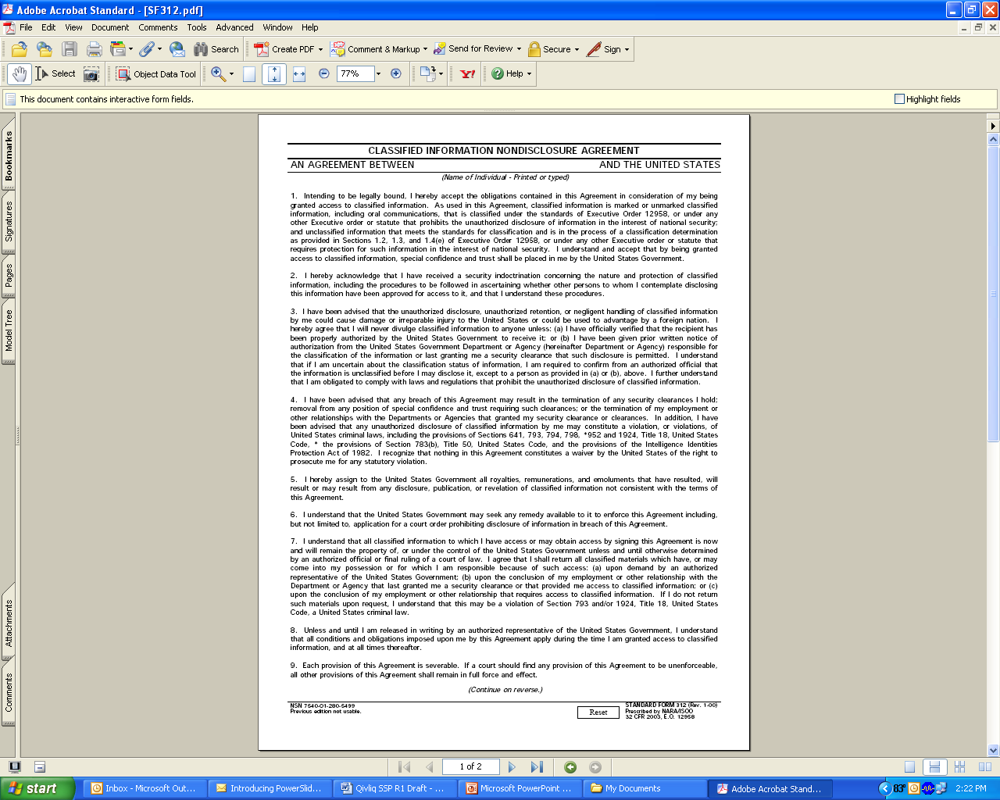 Adobe Acrobat Standard - [SF312.pdf]
File Edit View Document Comments Tools Advanced Window Help
Search Create PDF Comment & Markup Send for Review Secure Sign
Select Object Data Tool 77% Y! Help
This document contains interactive form fields. Highlight fields
Bookmarks
Signatures
Pages
Model Tree
Attachments
Comments
CLASSIFIED INFORMATION NONDISCLOSURE AGREEMENT
AN AGREEMENT BETWEEN AND THE UNITED STATES
(Name of Individual - Printed or typed)
1. Intending to be legally bound, I hereby accept the obligations contained in this Agreement in consideration of my being
granted access to classified information. As used in this Agreement, classified information is marked or unmarked classified
information, including oral communications, that is classified under the standards of Executive Order 12958, or under any
other Executive order or statute that prohibits the unauthorized disclosure of information in the interest of national security;
and unclassified information that meets the standards for classification and is in the process of a classification determination
as provided in Sections 1.2, 1.3, and 1.4(e) of Executive Order 12958, or under any other Executive order or statute that
requires protection for such information in the interest of national security. I understand and accept that by being granted
access to classified information, special confidence and trust shall be placed in me by the United States Government.
2. I hereby acknowledge that I have received a security indoctrination concerning the nature and protection of classified
information, including the procedures to be followed in ascertaining whether other persons to whom I contemplate disclosing
this information have been approved for access to it, and that I understand these procedures.
3. I have been advised that the unauthorized disclosure, unauthorized retention, or negligent handling of classified information
by me could cause damage or irreparable injury to the United States or could be used to advantage by a foreign nation. I
hereby agree that I will never divulge classified information to anyone unless: (a) I have officially verified that the recipient has
been properly authorized by the United States Government to receive it; or (b) I have been given prior written notice of
authorization from the United States Government Department or Agency (hereinafter Department or Agency) responsible for
the classification of the information or last granting me a security clearance that such disclosure is permitted. I understand
that if I am uncertain about the classification status of information, I am required to confirm from an authorized official that
the information is unclassified before I may disclose it, except to a person as provided in (a) or (b), above. I further understand
that I am obligated to comply with laws and regulations that prohibit the unauthorized disclosure of classified information.
4. I have been advised that any breach of this Agreement may result in the termination of any security clearances I hold;
removal from any position of special confidence and trust requiring such clearances; or the termination of my employment or
other relationships with the Departments or Agencies that granted my security clearance or clearances. In addition, I have
been advised that any unauthorized disclosure of classified information by me may constitute a violation, or violations, of
United States criminal laws, including the provisions of Sections 641, 793, 794, 798, *952 and 1924, Title 18, United States
Code, * the provisions of Section 783(b), Title 50, United States Code, and the provisions of the Intelligence Identities
Protection Act of 1982. I recognize that nothing in this Agreement constitutes a waiver by the United States of the right to
prosecute me for any statutory violation.
5. I hereby assign to the United States Government all royalties, remunerations, and emoluments that have resulted, will
result or may result from any disclosure, publication, or revelation of classified information not consistent with the terms of
this Agreement.
6. I understand that the United States Government may seek any remedy available to it to enforce this Agreement including,
but not limited to, application for a court order prohibiting disclosure of information in breach of this Agreement.
7. I understand that all classified information to which I have access or may obtain access by signing this Agreement is now
and will remain the property of, or under the control of the United States Government unless and until otherwise determined
by an authorized official or final ruling of a court of law. I agree that I shall return all classified materials which have, or may
come into my possession or for which I am responsible because of such access: (a) upon demand by an authorized
representative of the United States Government; (b) upon the conclusion of my employment or other relationship with the
Department or Agency that last granted me a security clearance or that provided me access to classified information; or (c)
upon the conclusion of my employment or other relationship that requires access to classified information. If I do not return
such materials upon request, I understand that this may be a violation of Section 793 and/or 1924, Title 18, United States
Code, a United States criminal law.
8. Unless and until I am released in writing by an authorized representative of the United States Government, I understand
that all conditions and obligations imposed upon me by this Agreement apply during the time I am granted access to classified
information, and at all times thereafter.
9. Each provision of this Agreement is severable. If a court should find any provision of this Agreement to be unenforceable,
all other provisions of this Agreement shall remain in full force and effect.
(Continue on reverse.)
NSN 7540-01-280-5499
Previous edition not usable.
Reset
STANDARD FORM 312 (Rev. 1-00)
Prescribed by NARA/ISOO
32 CFR 2003, E.O. 12958
1 of 2
start Inbox - Microsoft Out... Introducing PowerSlid... Qivliq SSP R1 Draft - ... Microsoft PowerPoint ... My Documents Adobe Acrobat Stand... 83° 2:22 PM